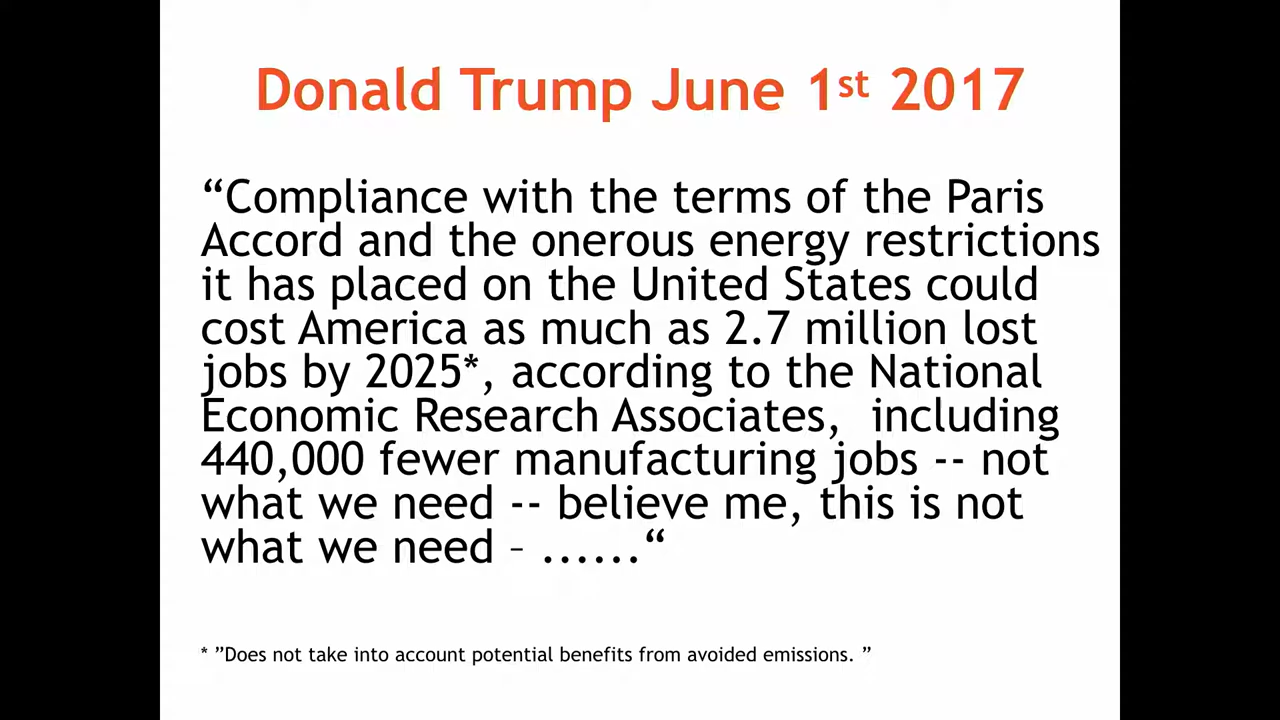 Donald Trump June 1st 2017
“Compliance with the terms of the Paris
Accord and the onerous energy restrictions
it has placed on the United States could
cost America as much as 2.7 million lost
jobs by 2025*, according to the National
Economic Research Associates,  including
440,000 fewer manufacturing jobs -- not
what we need -- believe me, this is not
what we need – ......“
* ”Does not take into account potential benefits from avoided emissions. ”